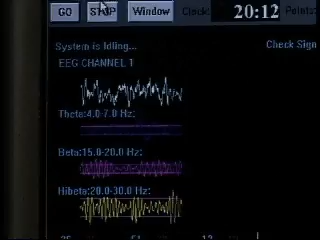 GO STOP Window Clock: 20:12 Points:
System is Idling... Check Sign
EEG CHANNEL 1
Theta:4.0-7.0 Hz:
Beta:15.0-20.0 Hz:
Hibeta:20.0-30.0 Hz: